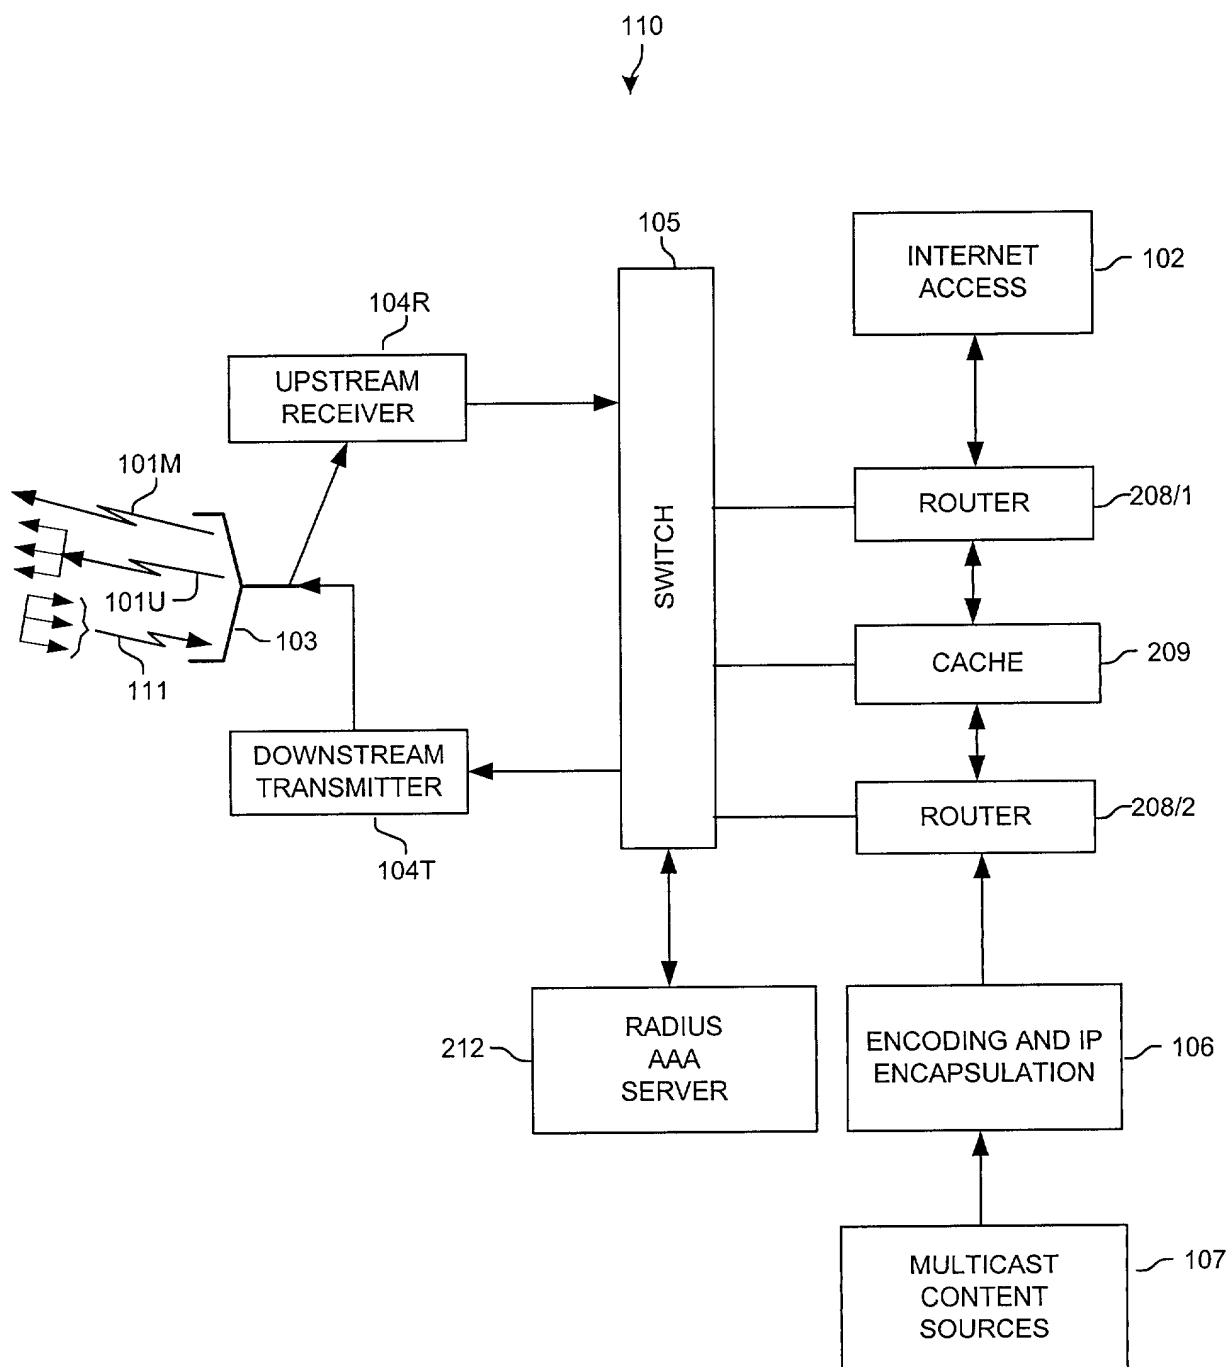 110
105
INTERNET
ACCESS
102
104R
UPSTREAM
RECEIVER
101M
ROUTER
208/1
SWITCH
101U
103
111
CACHE
209
DOWNSTREAM
TRANSMITTER
104T
ROUTER
208/2
212
RADIUS
AAA
SERVER
ENCODING AND IP
ENCAPSULATION
106
MULTICAST
CONTENT
SOURCES
107